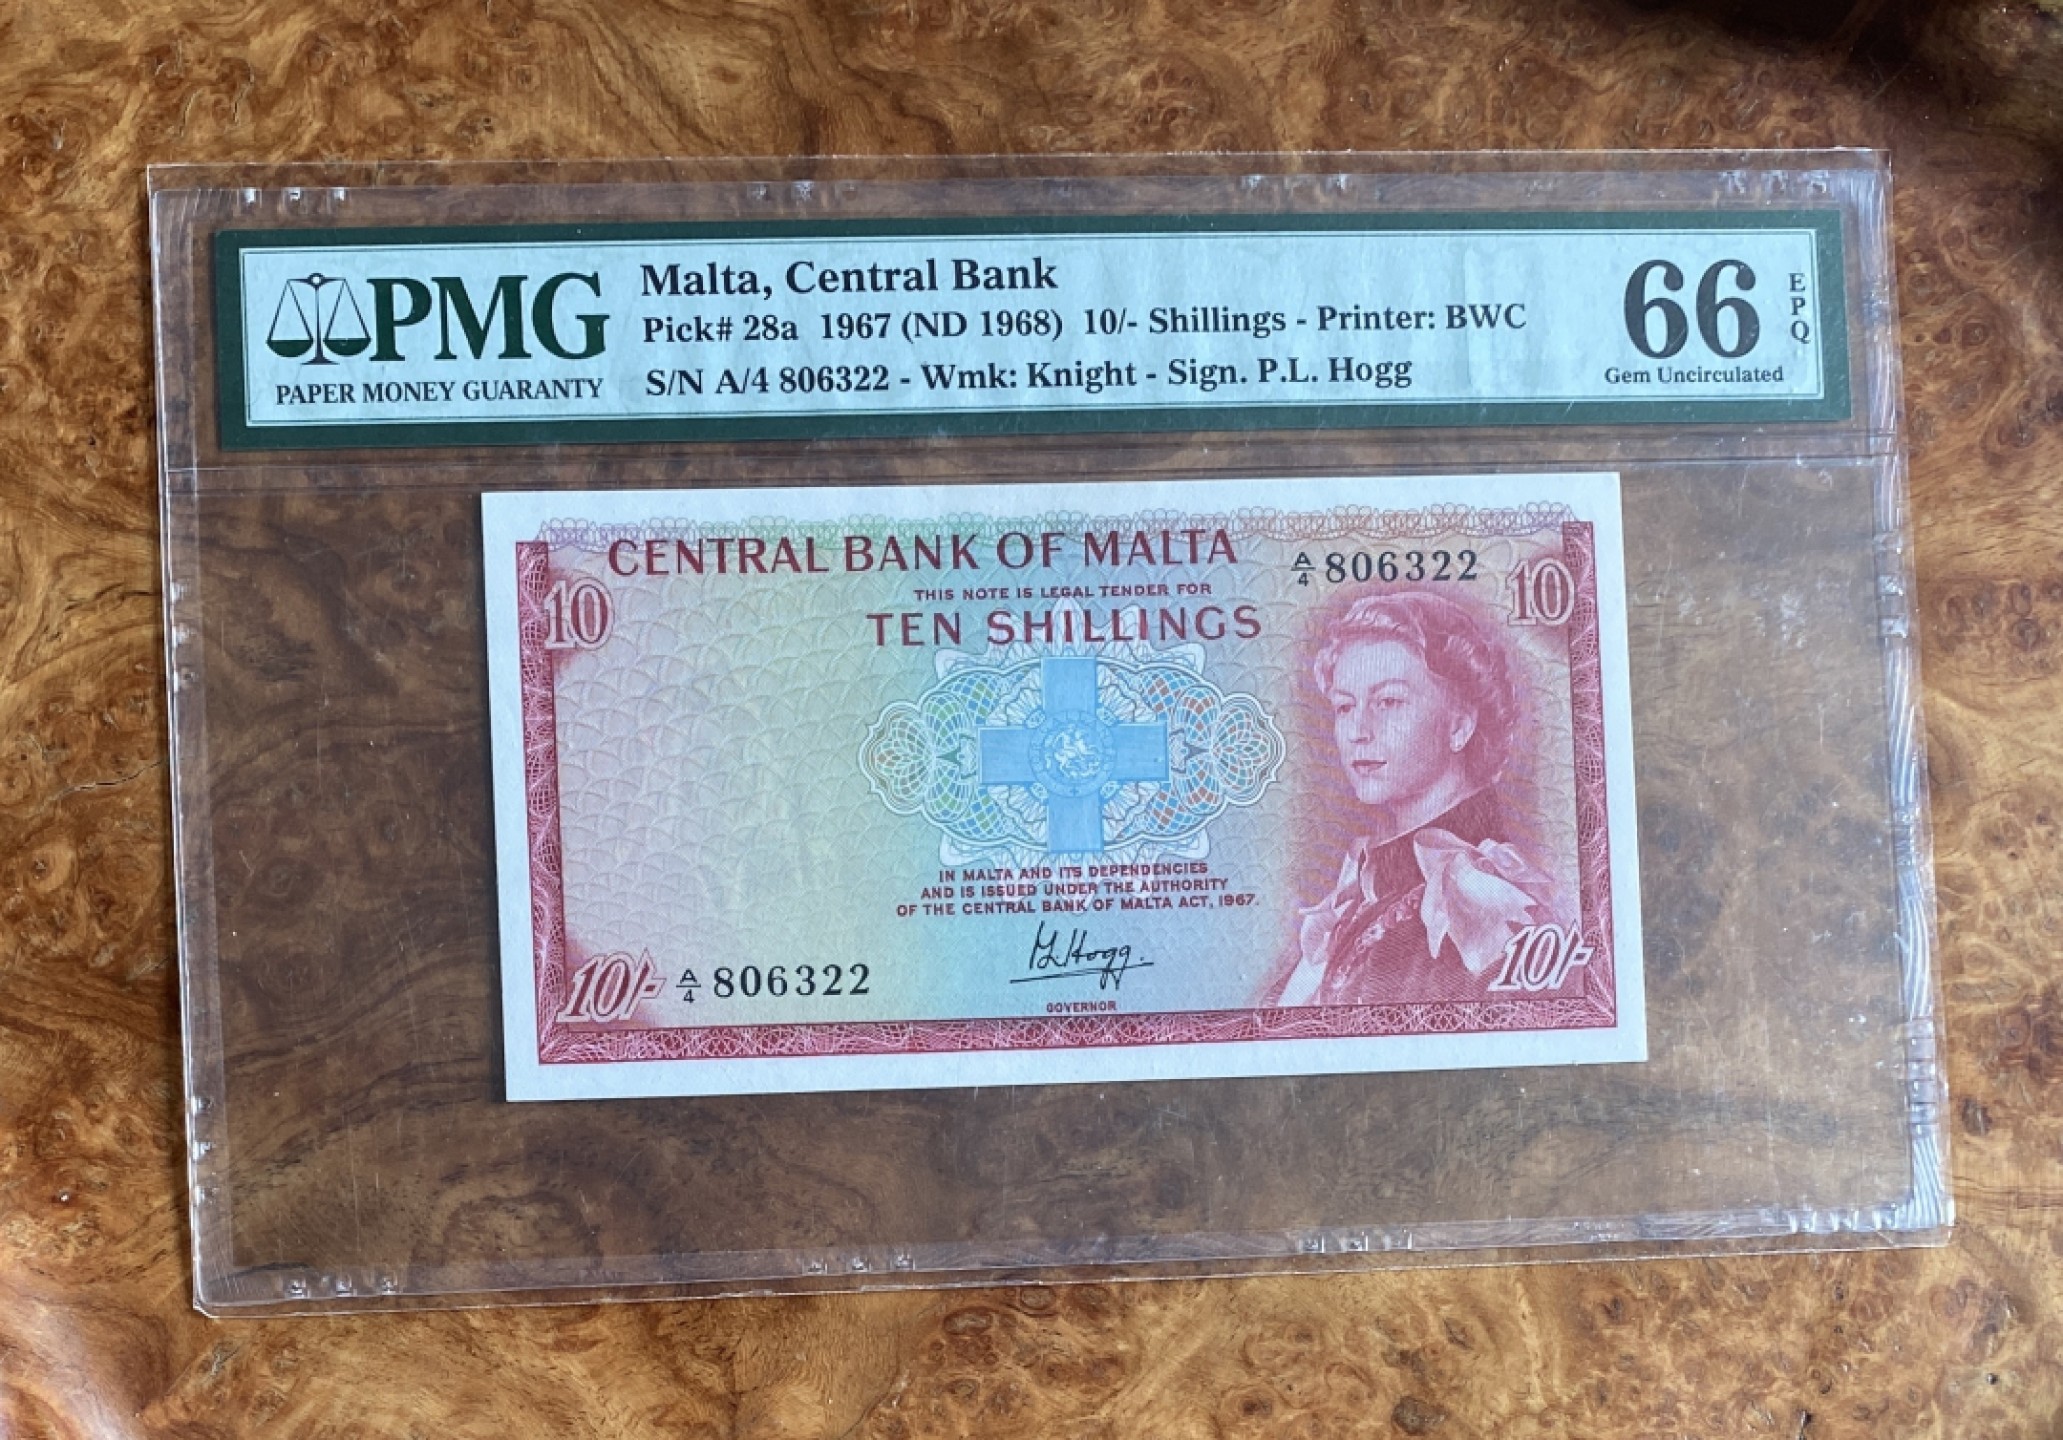 PMG
PAPER MONEY GUARANTY
Malta, Central Bank
Pick# 28a 1967 (ND 1968) 10/- Shillings - Printer: BWC
S/N A/4 806322 - Wmk: Knight - Sign. P.L. Hogg
66
EPQ
Gem Uncirculated
CENTRAL BANK OF MALTA
A/4 806322
10
10
THIS NOTE IS LEGAL TENDER FOR
TEN SHILLINGS
IN MALTA AND ITS DEPENDENCIES
AND IS ISSUED UNDER THE AUTHORITY
OF THE CENTRAL BANK OF MALTA ACT, 1967.
PL Hogg.
GOVERNOR
10/- A/4 806322
10/-